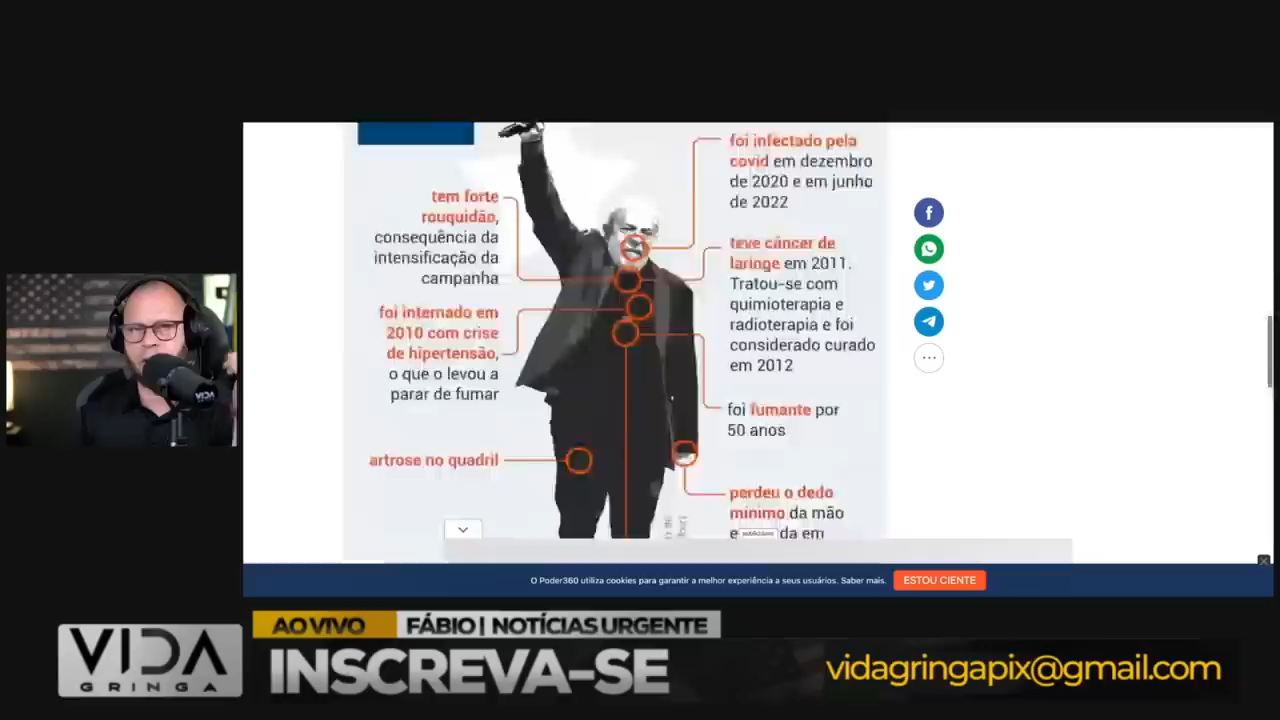 foi infectado pela
covid em dezembro
de 2020 e em junho
de 2022
tem forte
rouquidão,
consequência da
intensificação da
campanha
teve câncer de
laringe em 2011.
Tratou-se com
quimioterapia e
radioterapia e foi
considerado curado
em 2012
foi internado em
2010 com crise
de hipertensão,
o que o levou a
parar de fumar
foi fumante por
50 anos
artrose no quadril
perdeu o dedo
mínimo da mão
e da em
publicidade
O Poder360 utiliza cookies para garantir a melhor experiência a seus usuários. Saber mais.
ESTOU CIENTE
VIDA
AO VIVO
FÁBIO | NOTÍCIAS URGENTE
VIDA
GRINGA
INSCREVA-SE
vidagringapix@gmail.com